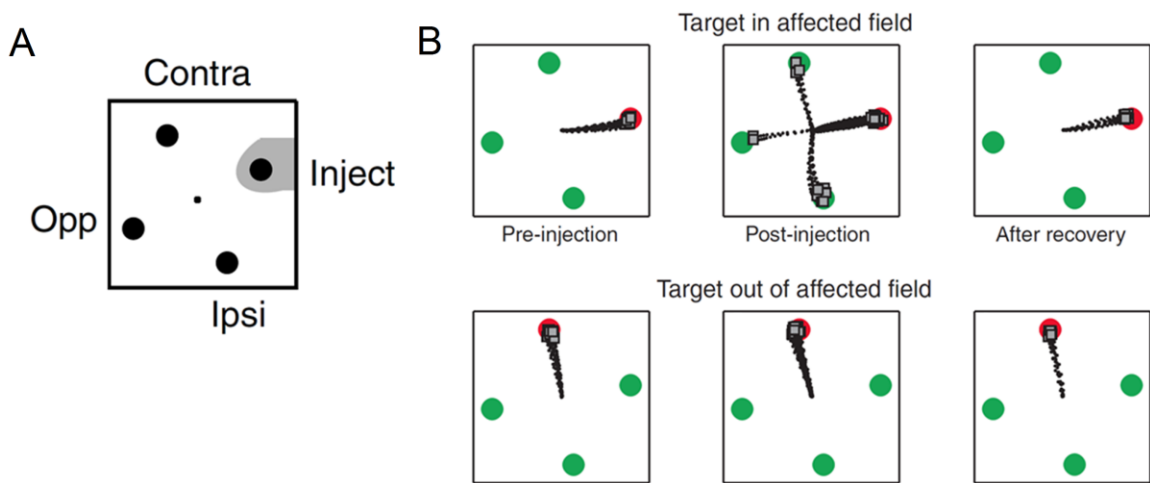 A
Contra
Inject
Opp
Ipsi
B
Target in affected field
Pre-injection
Post-injection
After recovery
Target out of affected field